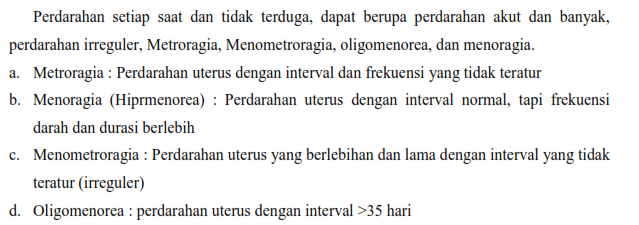 Perdarahan setiap saat dan tidak terduga, dapat berupa perdarahan akut dan banyak,
perdarahan irreguler, Metroragia, Menometroragia, oligomenorea, dan menoragia.
a. Metroragia : Perdarahan uterus dengan interval dan frekuensi yang tidak teratur
b. Menoragia (Hiprmenorea) : Perdarahan uterus dengan interval normal, tapi frekuensi
darah dan durasi berlebih
c. Menometroragia : Perdarahan uterus yang berlebihan dan lama dengan interval yang tidak
teratur (irreguler)
d. Oligomenorea : perdarahan uterus dengan interval >35 hari